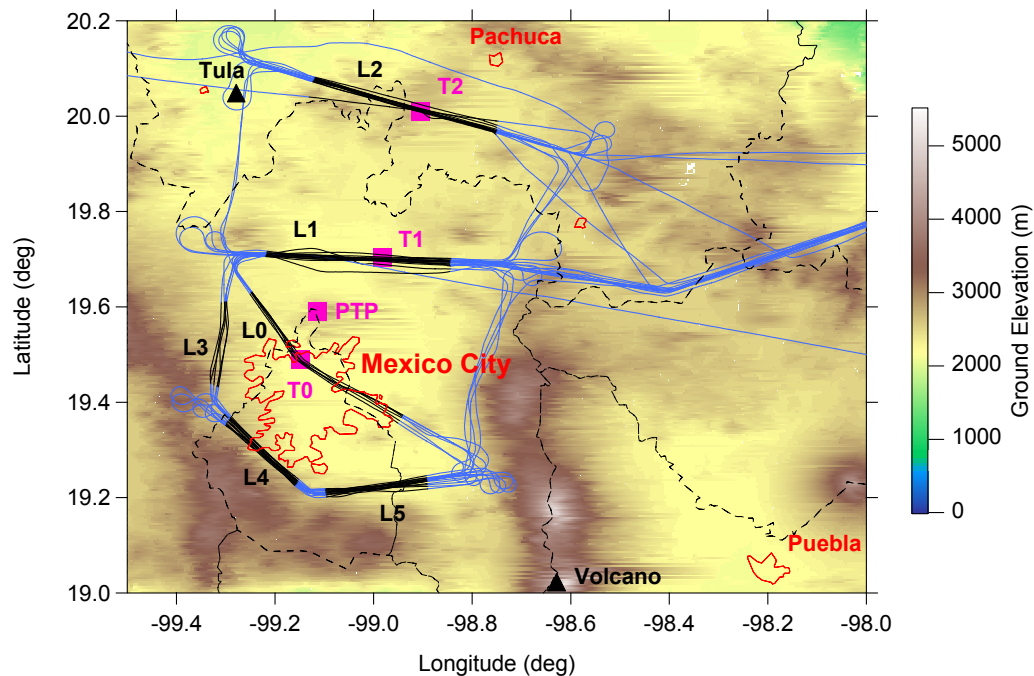 20.2
Pachuca
L2
T2
Tula
20.0
5000
19.8
4000
L1
T1
3000
19.6
PTP
L0
L3
Mexico City
2000
T0
19.4
1000
L4
19.2
L5
0
Puebla
Volcano
19.0
-99.4
-99.2
-99.0
-98.8
-98.6
-98.4
-98.2
-98.0
Latitude (deg)
Longitude (deg)
Ground Elevation (m)